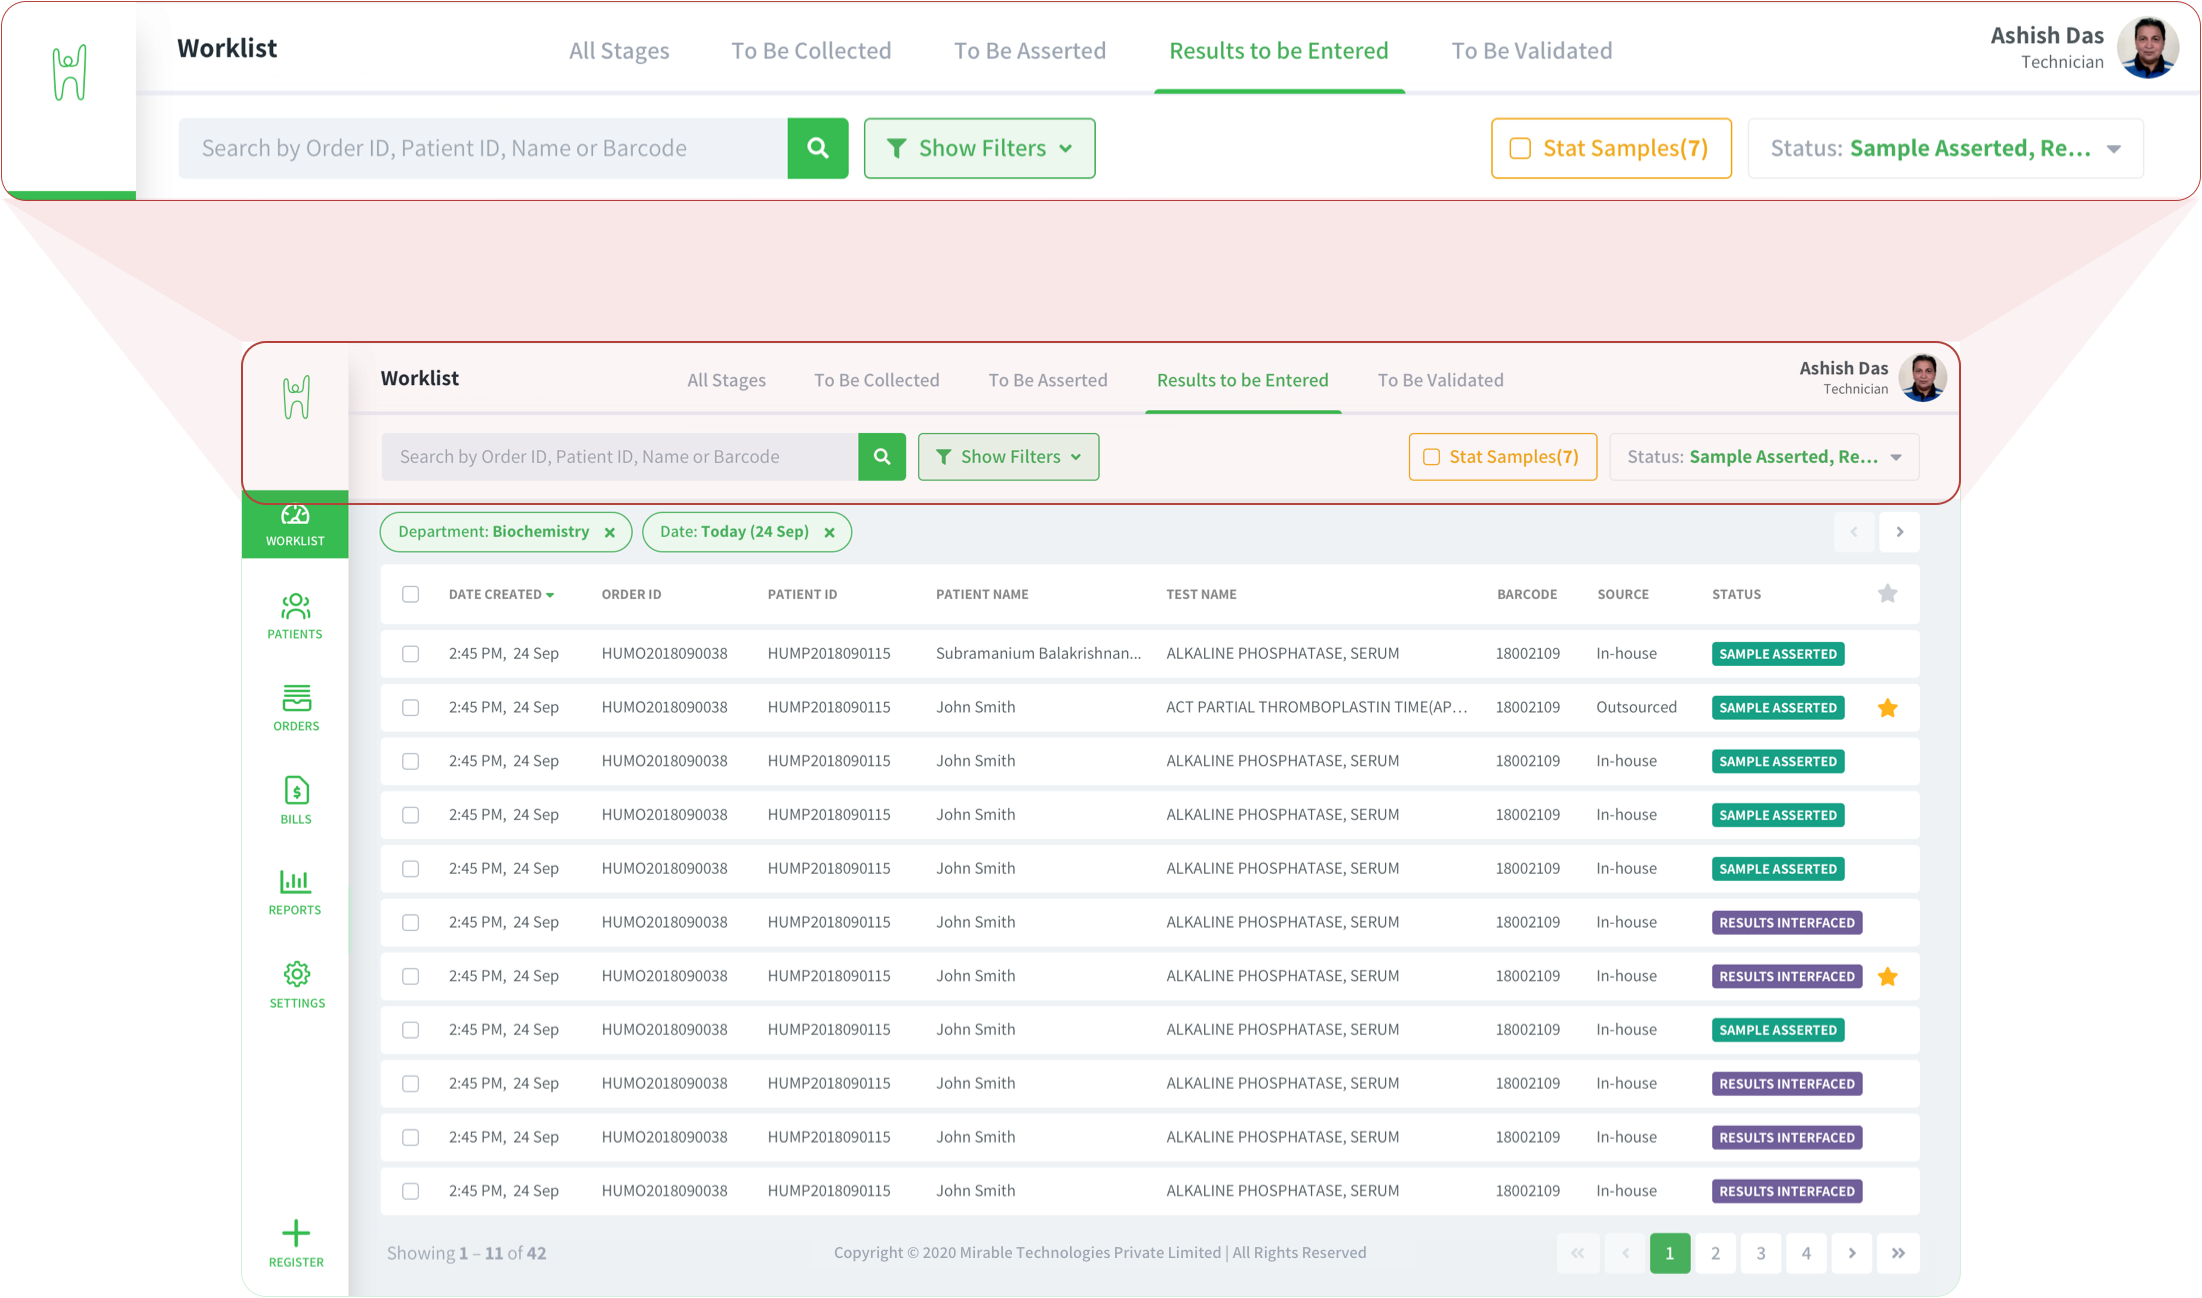 Worklist
All Stages To Be Collected To Be Asserted Results to be Entered To Be Validated
Ashish Das
Technician
Search by Order ID, Patient ID, Name or Barcode Show Filters Stat Samples(7) Status: Sample Asserted, Re...
Worklist
All Stages To Be Collected To Be Asserted Results to be Entered To Be Validated
Ashish Das
Technician
Search by Order ID, Patient ID, Name or Barcode Show Filters Stat Samples(7) Status: Sample Asserted, Re...
WORKLIST
PATIENTS
ORDERS
BILLS
REPORTS
SETTINGS
REGISTER
Department: Biochemistry Date: Today (24 Sep)
DATE CREATED ORDER ID PATIENT ID PATIENT NAME TEST NAME BARCODE SOURCE STATUS
2:45 PM, 24 Sep HUMO2018090038 HUMP2018090115 Subramanium Balakrishnan... ALKALINE PHOSPHATASE, SERUM 18002109 In-house SAMPLE ASSERTED
2:45 PM, 24 Sep HUMO2018090038 HUMP2018090115 John Smith ACT PARTIAL THROMBOPLASTIN TIME(AP... 18002109 Outsourced SAMPLE ASSERTED
2:45 PM, 24 Sep HUMO2018090038 HUMP2018090115 John Smith ALKALINE PHOSPHATASE, SERUM 18002109 In-house SAMPLE ASSERTED
2:45 PM, 24 Sep HUMO2018090038 HUMP2018090115 John Smith ALKALINE PHOSPHATASE, SERUM 18002109 In-house SAMPLE ASSERTED
2:45 PM, 24 Sep HUMO2018090038 HUMP2018090115 John Smith ALKALINE PHOSPHATASE, SERUM 18002109 In-house SAMPLE ASSERTED
2:45 PM, 24 Sep HUMO2018090038 HUMP2018090115 John Smith ALKALINE PHOSPHATASE, SERUM 18002109 In-house RESULTS INTERFACED
2:45 PM, 24 Sep HUMO2018090038 HUMP2018090115 John Smith ALKALINE PHOSPHATASE, SERUM 18002109 In-house RESULTS INTERFACED
2:45 PM, 24 Sep HUMO2018090038 HUMP2018090115 John Smith ALKALINE PHOSPHATASE, SERUM 18002109 In-house SAMPLE ASSERTED
2:45 PM, 24 Sep HUMO2018090038 HUMP2018090115 John Smith ALKALINE PHOSPHATASE, SERUM 18002109 In-house RESULTS INTERFACED
2:45 PM, 24 Sep HUMO2018090038 HUMP2018090115 John Smith ALKALINE PHOSPHATASE, SERUM 18002109 In-house RESULTS INTERFACED
2:45 PM, 24 Sep HUMO2018090038 HUMP2018090115 John Smith ALKALINE PHOSPHATASE, SERUM 18002109 In-house RESULTS INTERFACED
Showing 1 – 11 of 42 Copyright © 2020 Mirable Technologies Private Limited | All Rights Reserved 1 2 3 4